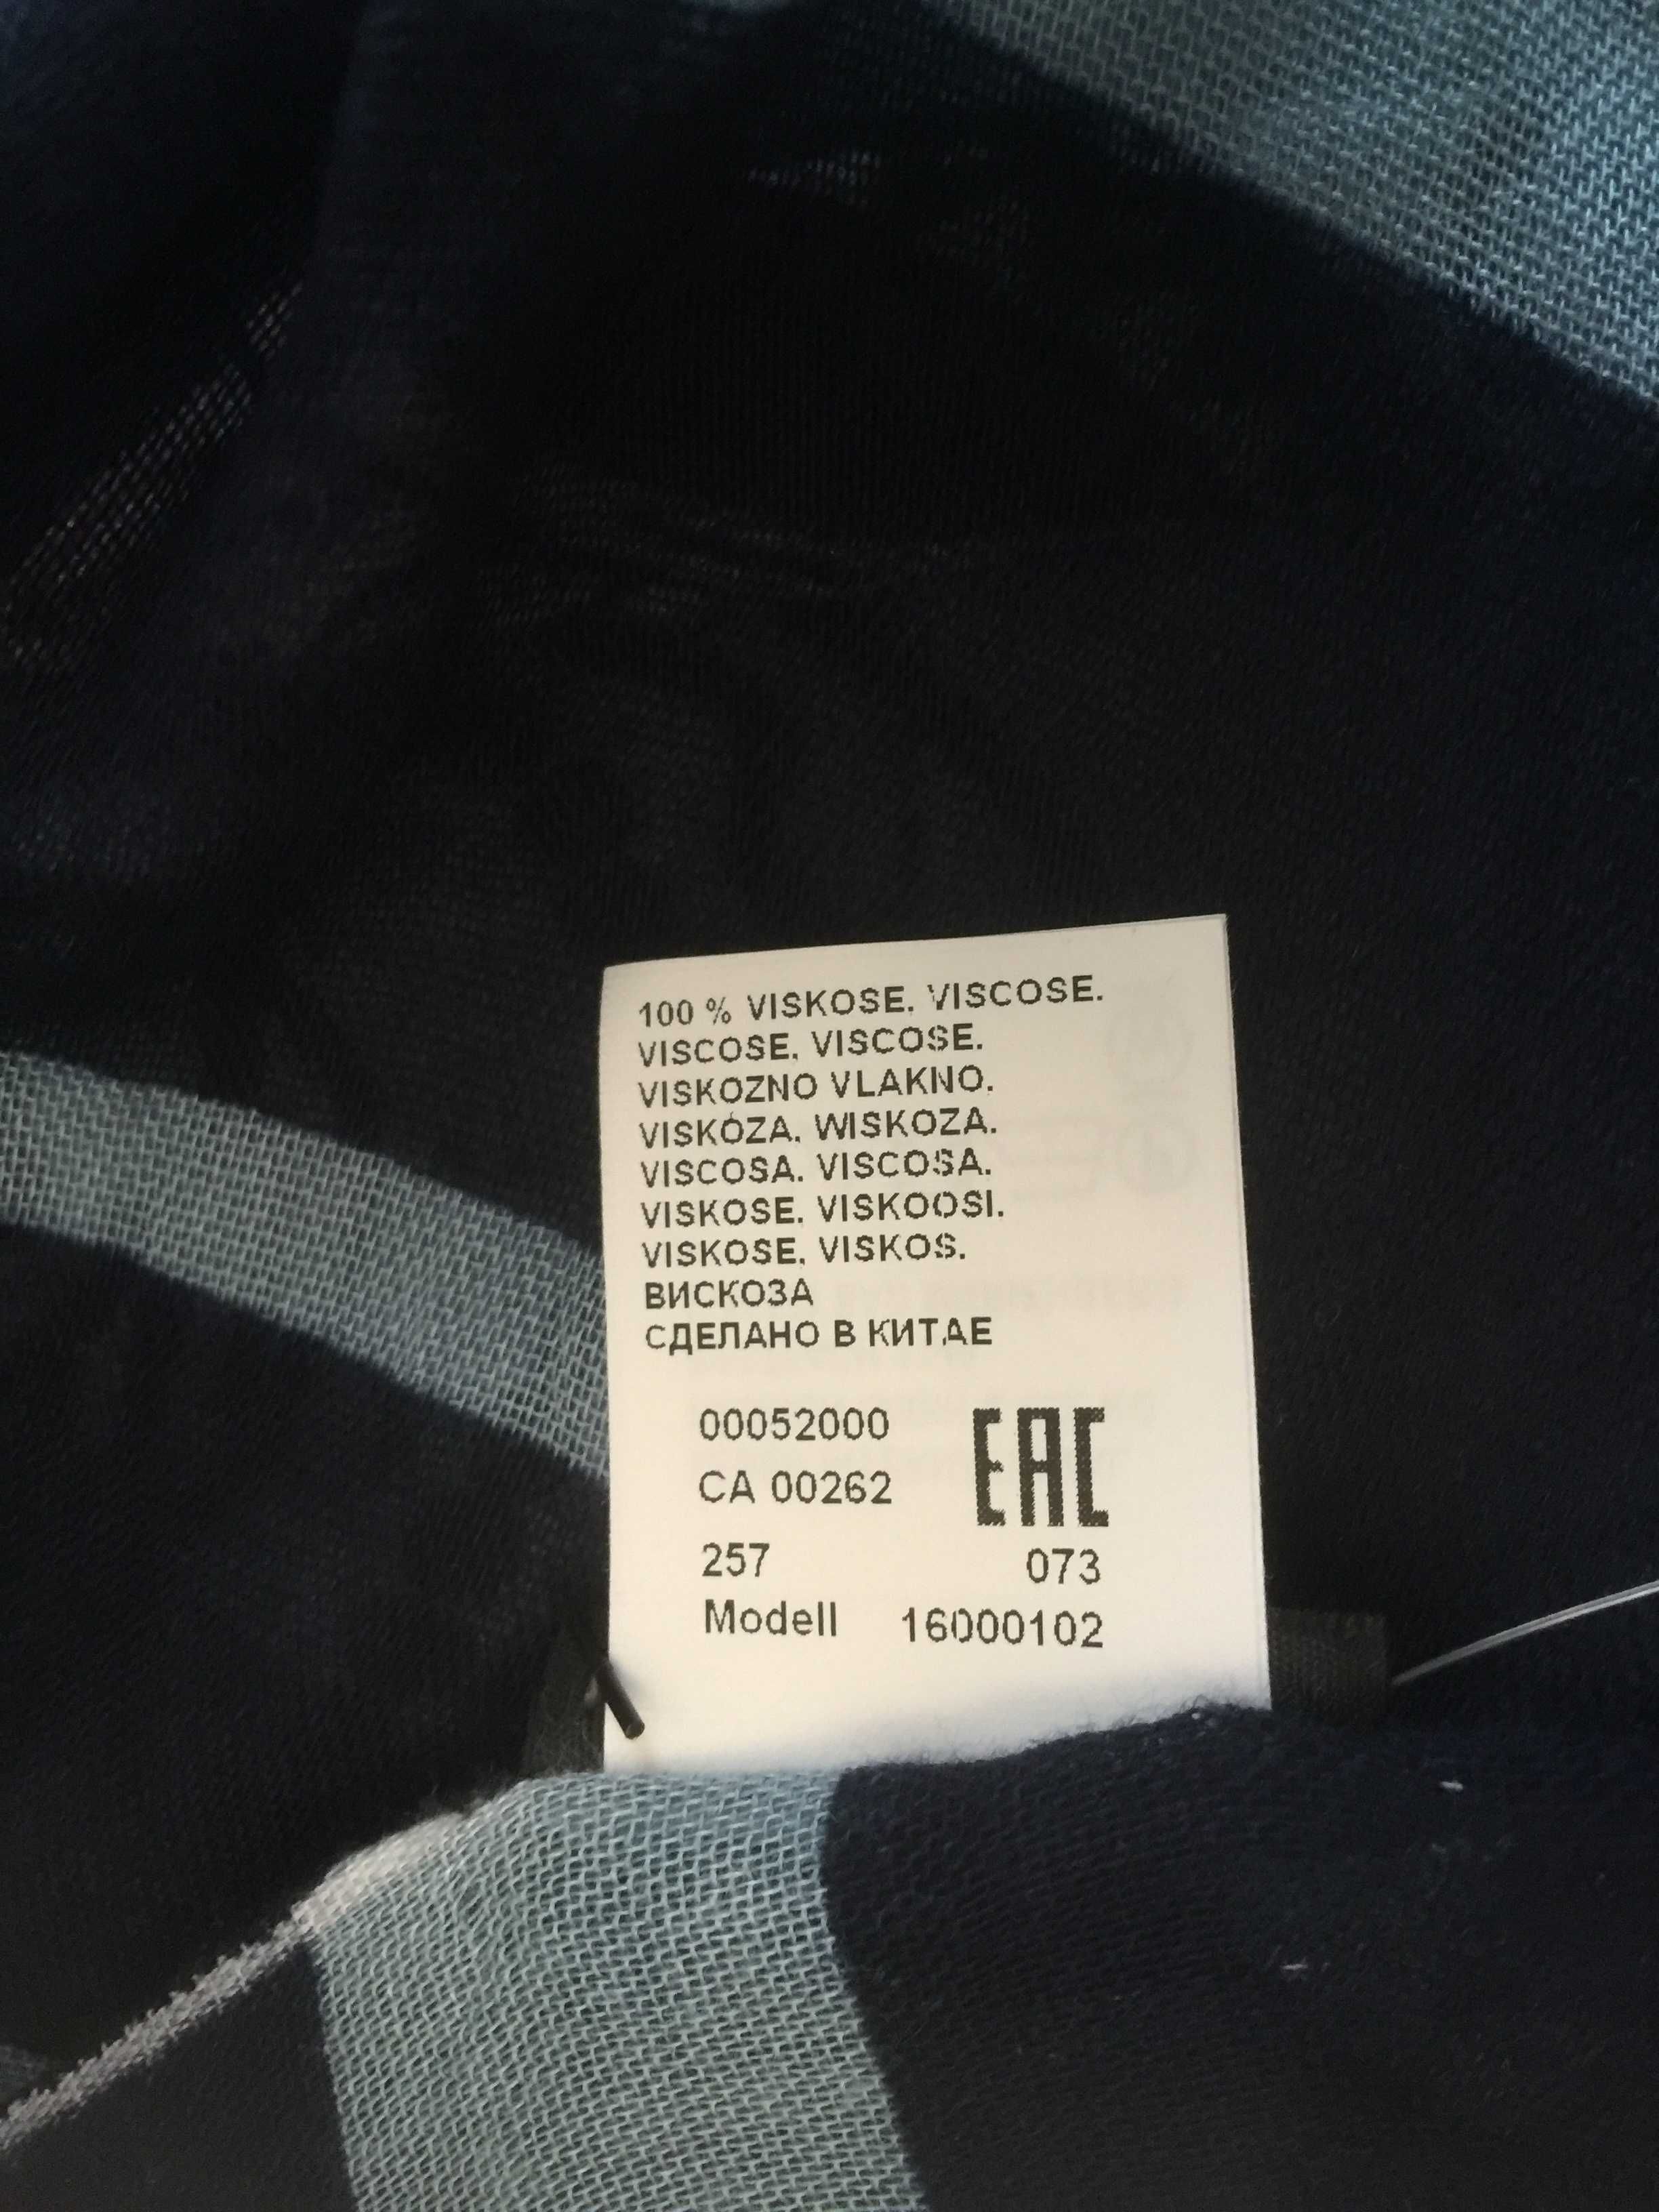 100 % VISKOSE. VISCOSE.
VISCOSE. VISCOSE.
VISKOZNO VLAKNO.
VISKÓZA. WISKOZA.
VISCOSA. VISCOSA.
VISKOSE. VISKOOSI.
VISKOSE. VISKOS.
ВИСКОЗА
СДЕЛАНО В КИТАЕ
00052000
CA 00262 EAC
257 073
Modell 16000102